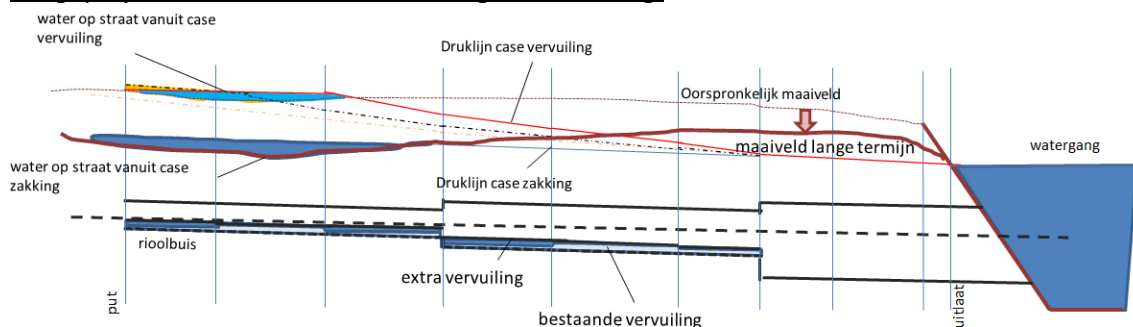 water op straat vanuit case
vervuiling
Druklijn case vervuiling
Oorspronkelijk maaiveld
maaiveld lange termijn
watergang
water op straat vanuit case
zakking
Druklijn case zakking
rioolbuis
extra vervuiling
put
uitlaat
bestaande vervuiling